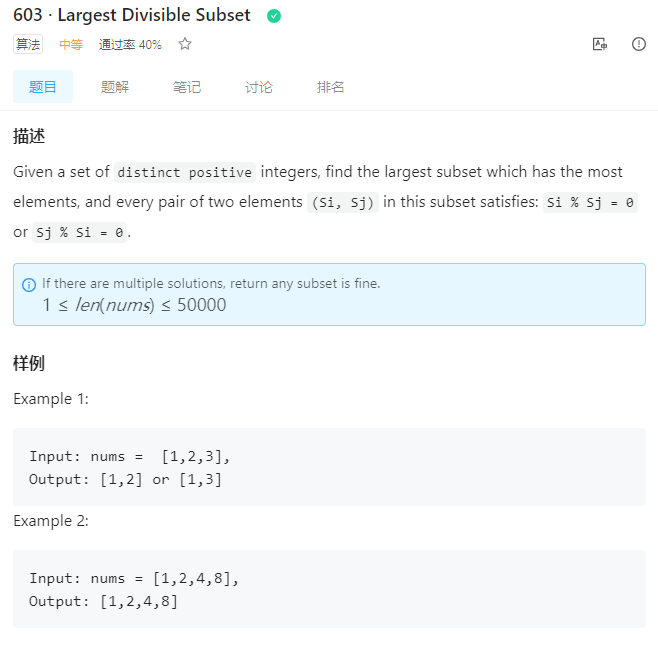 603 · Largest Divisible Subset
算法 中等 通过率 40%
题目 题解 笔记 讨论 排名
描述
Given a set of distinct positive integers, find the largest subset which has the most
elements, and every pair of two elements (Si, Sj) in this subset satisfies: Si % Sj = 0
or Sj % Si = 0.
If there are multiple solutions, return any subset is fine.
1 ≤ len(nums) ≤ 50000
样例
Example 1:
Input: nums =  [1,2,3],
Output: [1,2] or [1,3]
Example 2:
Input: nums = [1,2,4,8],
Output: [1,2,4,8]